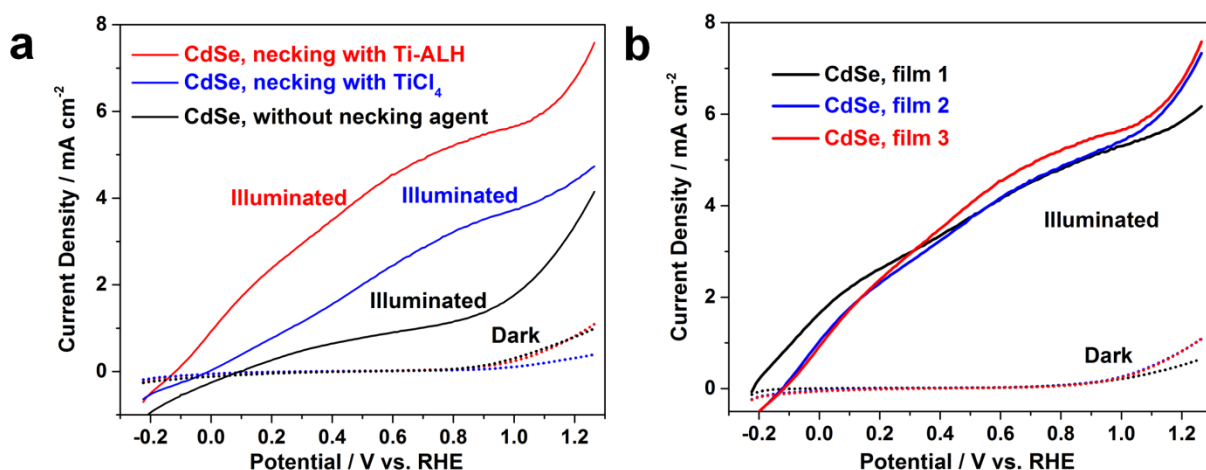 a
CdSe, necking with Ti-ALH
CdSe, necking with TiCl4
CdSe, without necking agent
Illuminated
Illuminated
Illuminated
Dark
8
6
4
2
0
-0.2 0.0 0.2 0.4 0.6 0.8 1.0 1.2
Potential / V vs. RHE
Current Density / mA cm-2
b
CdSe, film 1
CdSe, film 2
CdSe, film 3
Illuminated
Dark
8
6
4
2
0
-0.2 0.0 0.2 0.4 0.6 0.8 1.0 1.2
Potential / V vs. RHE
Current Density / mA cm-2